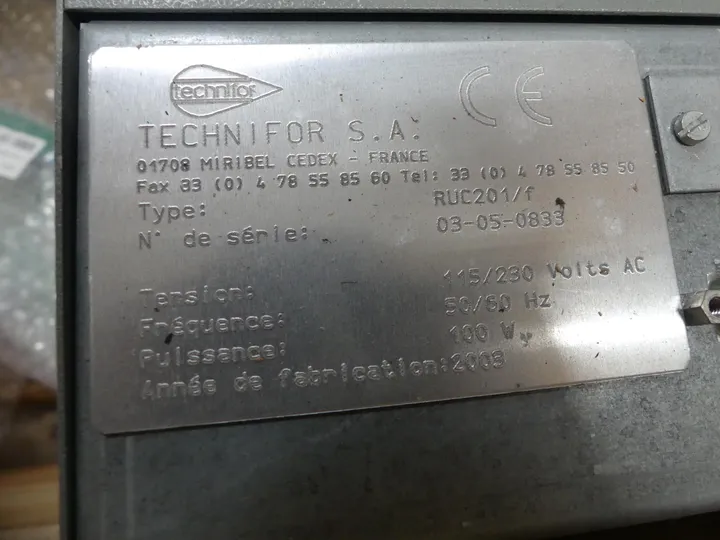 technifor
CE
TECHNIFOR S.A.
01708 MIRIBEL CEDEX - FRANCE
Fax 33 (0) 4 78 55 85 60 Tel: 33 (0) 4 78 55 85 50
Type: RUC201/f
N° de série: 03-05-0833
Tension: 115/230 Volts AC
Fréquence: 50/60 Hz
Puissance: 100 W
Année de fabrication:2003